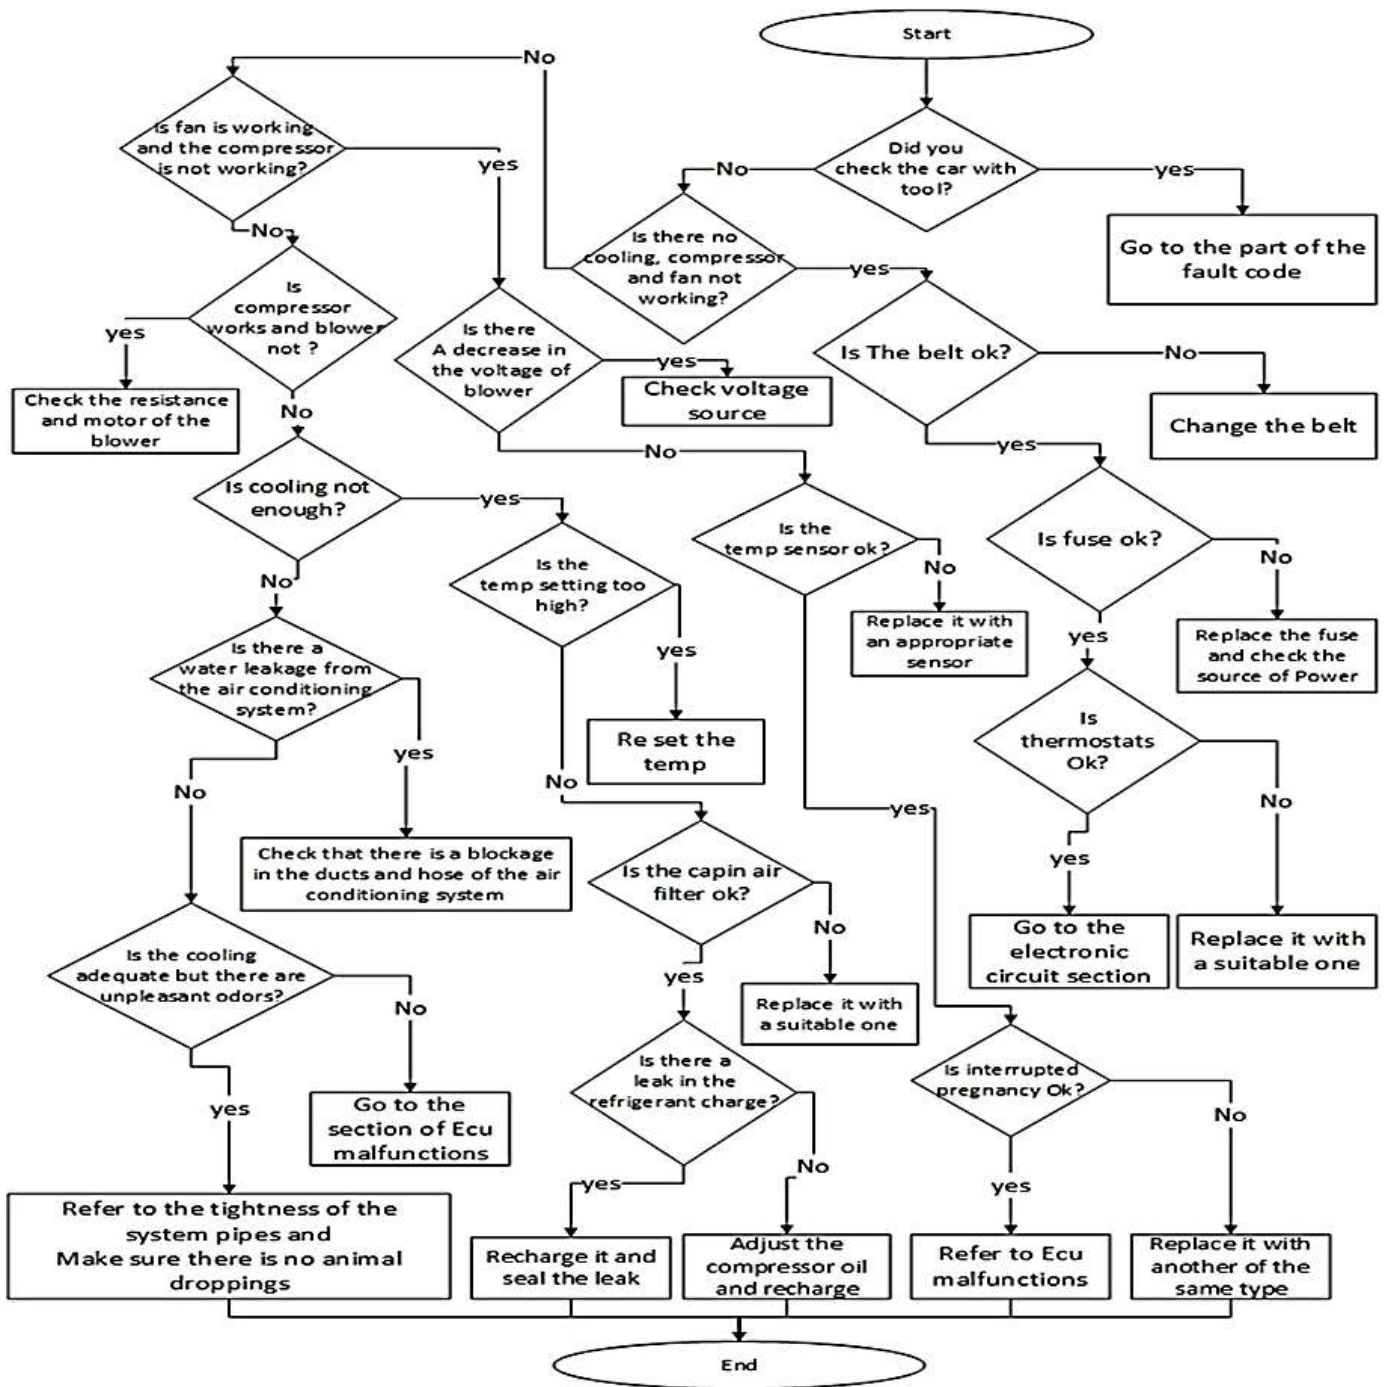 Start
No
Is fan is working
and the compressor
is not working?
yes
Did you
check the car with
tool?
No
yes
Go to the part of the
fault code
Is there no
cooling, compressor
and fan not
working?
yes
No
Is
compressor
works and blower
not ?
yes
Check the resistance
and motor of the
blower
No
Is there
A decrease in
the voltage of
blower
yes
Check voltage
source
No
Is The belt ok?
No
Change the belt
yes
Is cooling not
enough?
yes
No
Is the
temp setting too
high?
yes
Re set the
temp
No
Is the
temp sensor ok?
No
Replace it with
an appropriate
sensor
yes
Is fuse ok?
No
Replace the fuse
and check the
source of Power
yes
Is
thermostats
Ok?
No
Replace it with
a suitable one
yes
Go to the
electronic
circuit section
Is there a
water leakage from
the air conditioning
system?
yes
Check that there is a blockage
in the ducts and hose of the air
conditioning system
No
Is the capin air
filter ok?
No
Replace it with
a suitable one
yes
Is the cooling
adequate but there are
unpleasant odors?
No
Go to the
section of Ecu
malfunctions
yes
Refer to the tightness of the
system pipes and
Make sure there is no animal
droppings
Is there a
leak in the
refrigerant charge?
yes
Recharge it and
seal the leak
No
Adjust the
compressor oil
and recharge
Is interrupted
pregnancy Ok?
yes
Refer to Ecu
malfunctions
No
Replace it with
another of the
same type
End